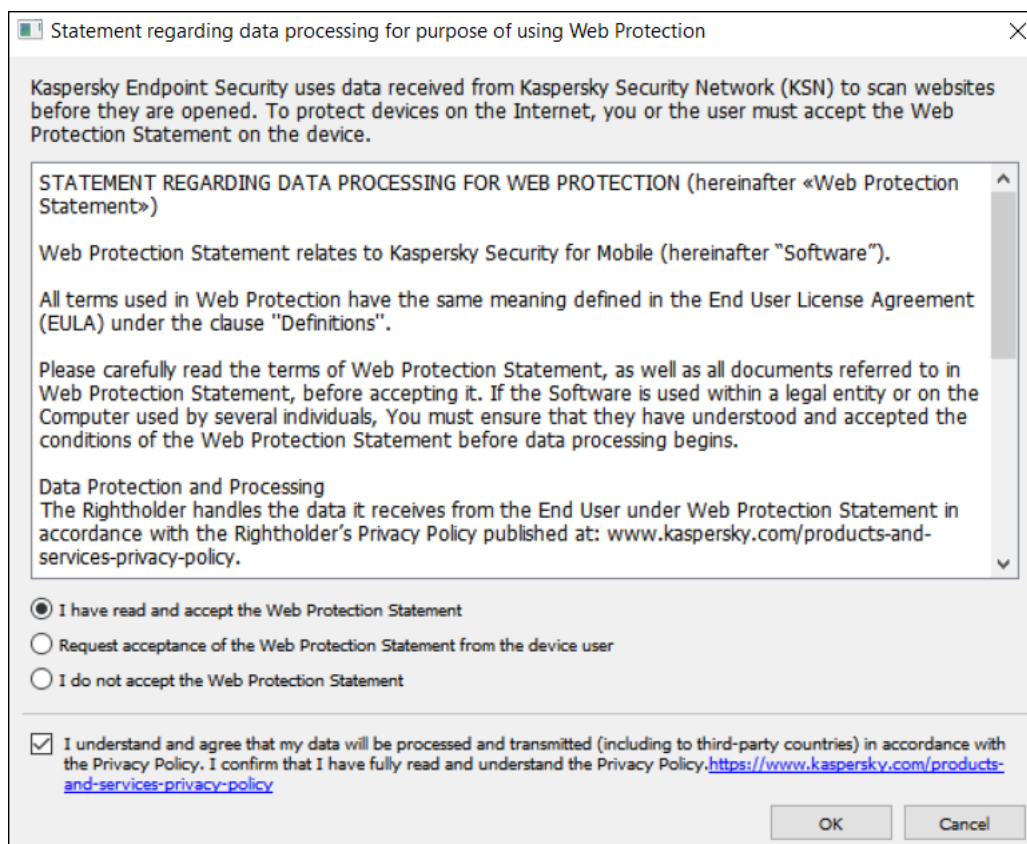 Statement regarding data processing for purpose of using Web Protection
Kaspersky Endpoint Security uses data received from Kaspersky Security Network (KSN) to scan websites
before they are opened. To protect devices on the Internet, you or the user must accept the Web
Protection Statement on the device.
STATEMENT REGARDING DATA PROCESSING FOR WEB PROTECTION (hereinafter «Web Protection
Statement»)
Web Protection Statement relates to Kaspersky Security for Mobile (hereinafter “Software”).
All terms used in Web Protection have the same meaning defined in the End User License Agreement
(EULA) under the clause "Definitions".
Please carefully read the terms of Web Protection Statement, as well as all documents referred to in
Web Protection Statement, before accepting it. If the Software is used within a legal entity or on the
Computer used by several individuals, You must ensure that they have understood and accepted the
conditions of the Web Protection Statement before data processing begins.
Data Protection and Processing
The Rightholder handles the data it receives from the End User under Web Protection Statement in
accordance with the Rightholder’s Privacy Policy published at: www.kaspersky.com/products-and-
services-privacy-policy.
I have read and accept the Web Protection Statement
Request acceptance of the Web Protection Statement from the device user
I do not accept the Web Protection Statement
I understand and agree that my data will be processed and transmitted (including to third-party countries) in accordance with
the Privacy Policy. I confirm that I have fully read and understand the Privacy Policy.https://www.kaspersky.com/products-
and-services-privacy-policy
OK
Cancel